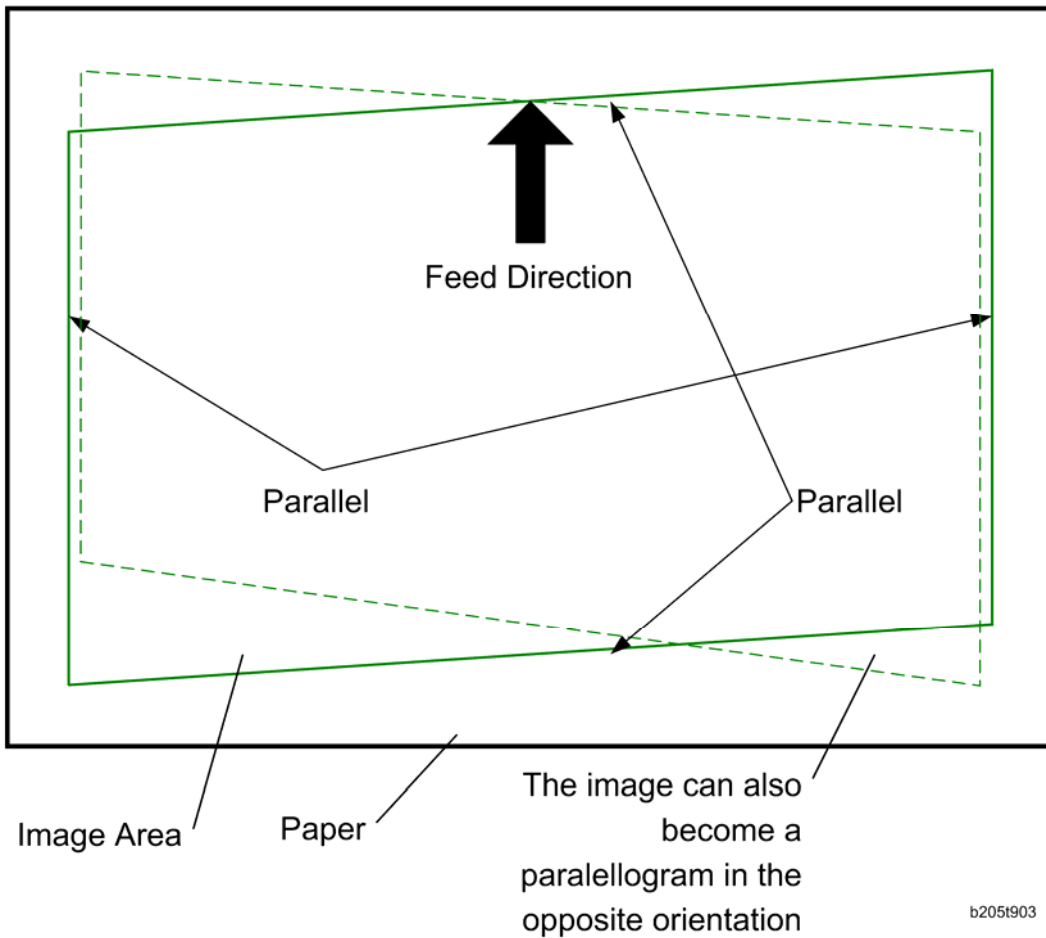 Feed Direction
Parallel
Parallel
Image Area
Paper
The image can also
become a
paralellogram in the
opposite orientation
b205t903